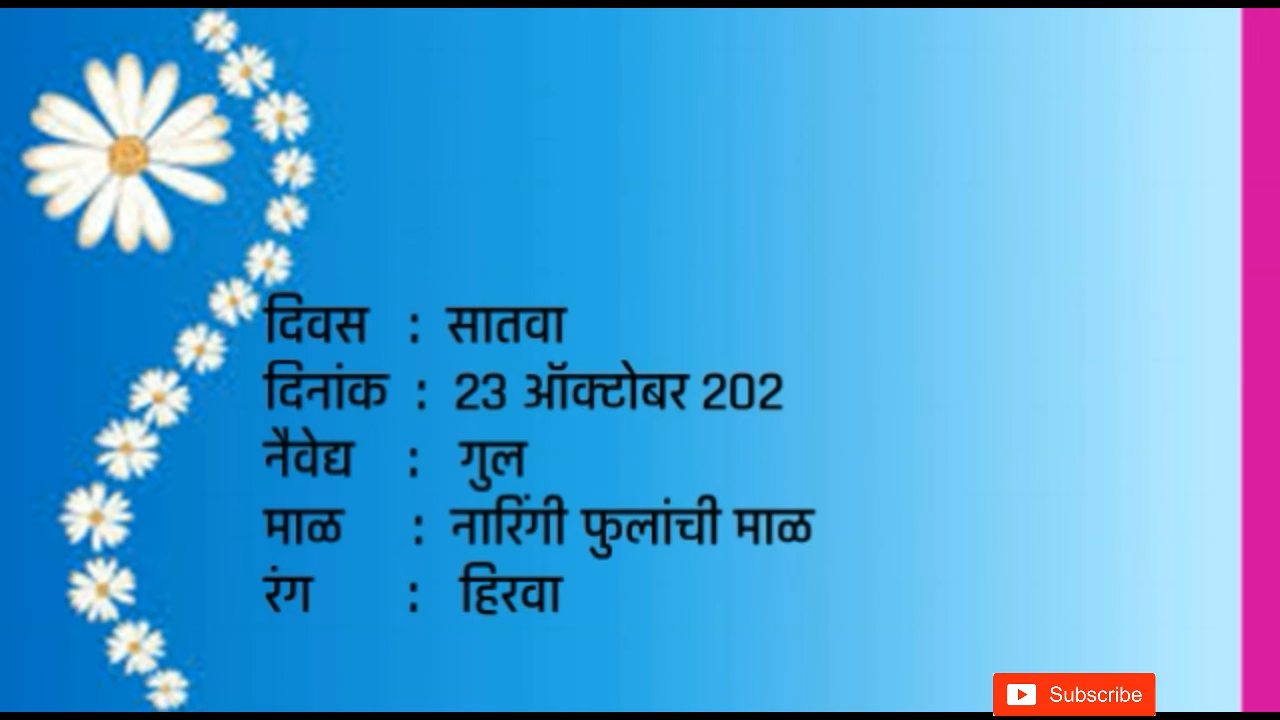 दिवस : सातवा
दिनांक : 23 ऑक्टोबर 202
नैवेद्य : गुल
माळ : नारिंगी फुलांची माळ
रंग : हिरवा
Subscribe